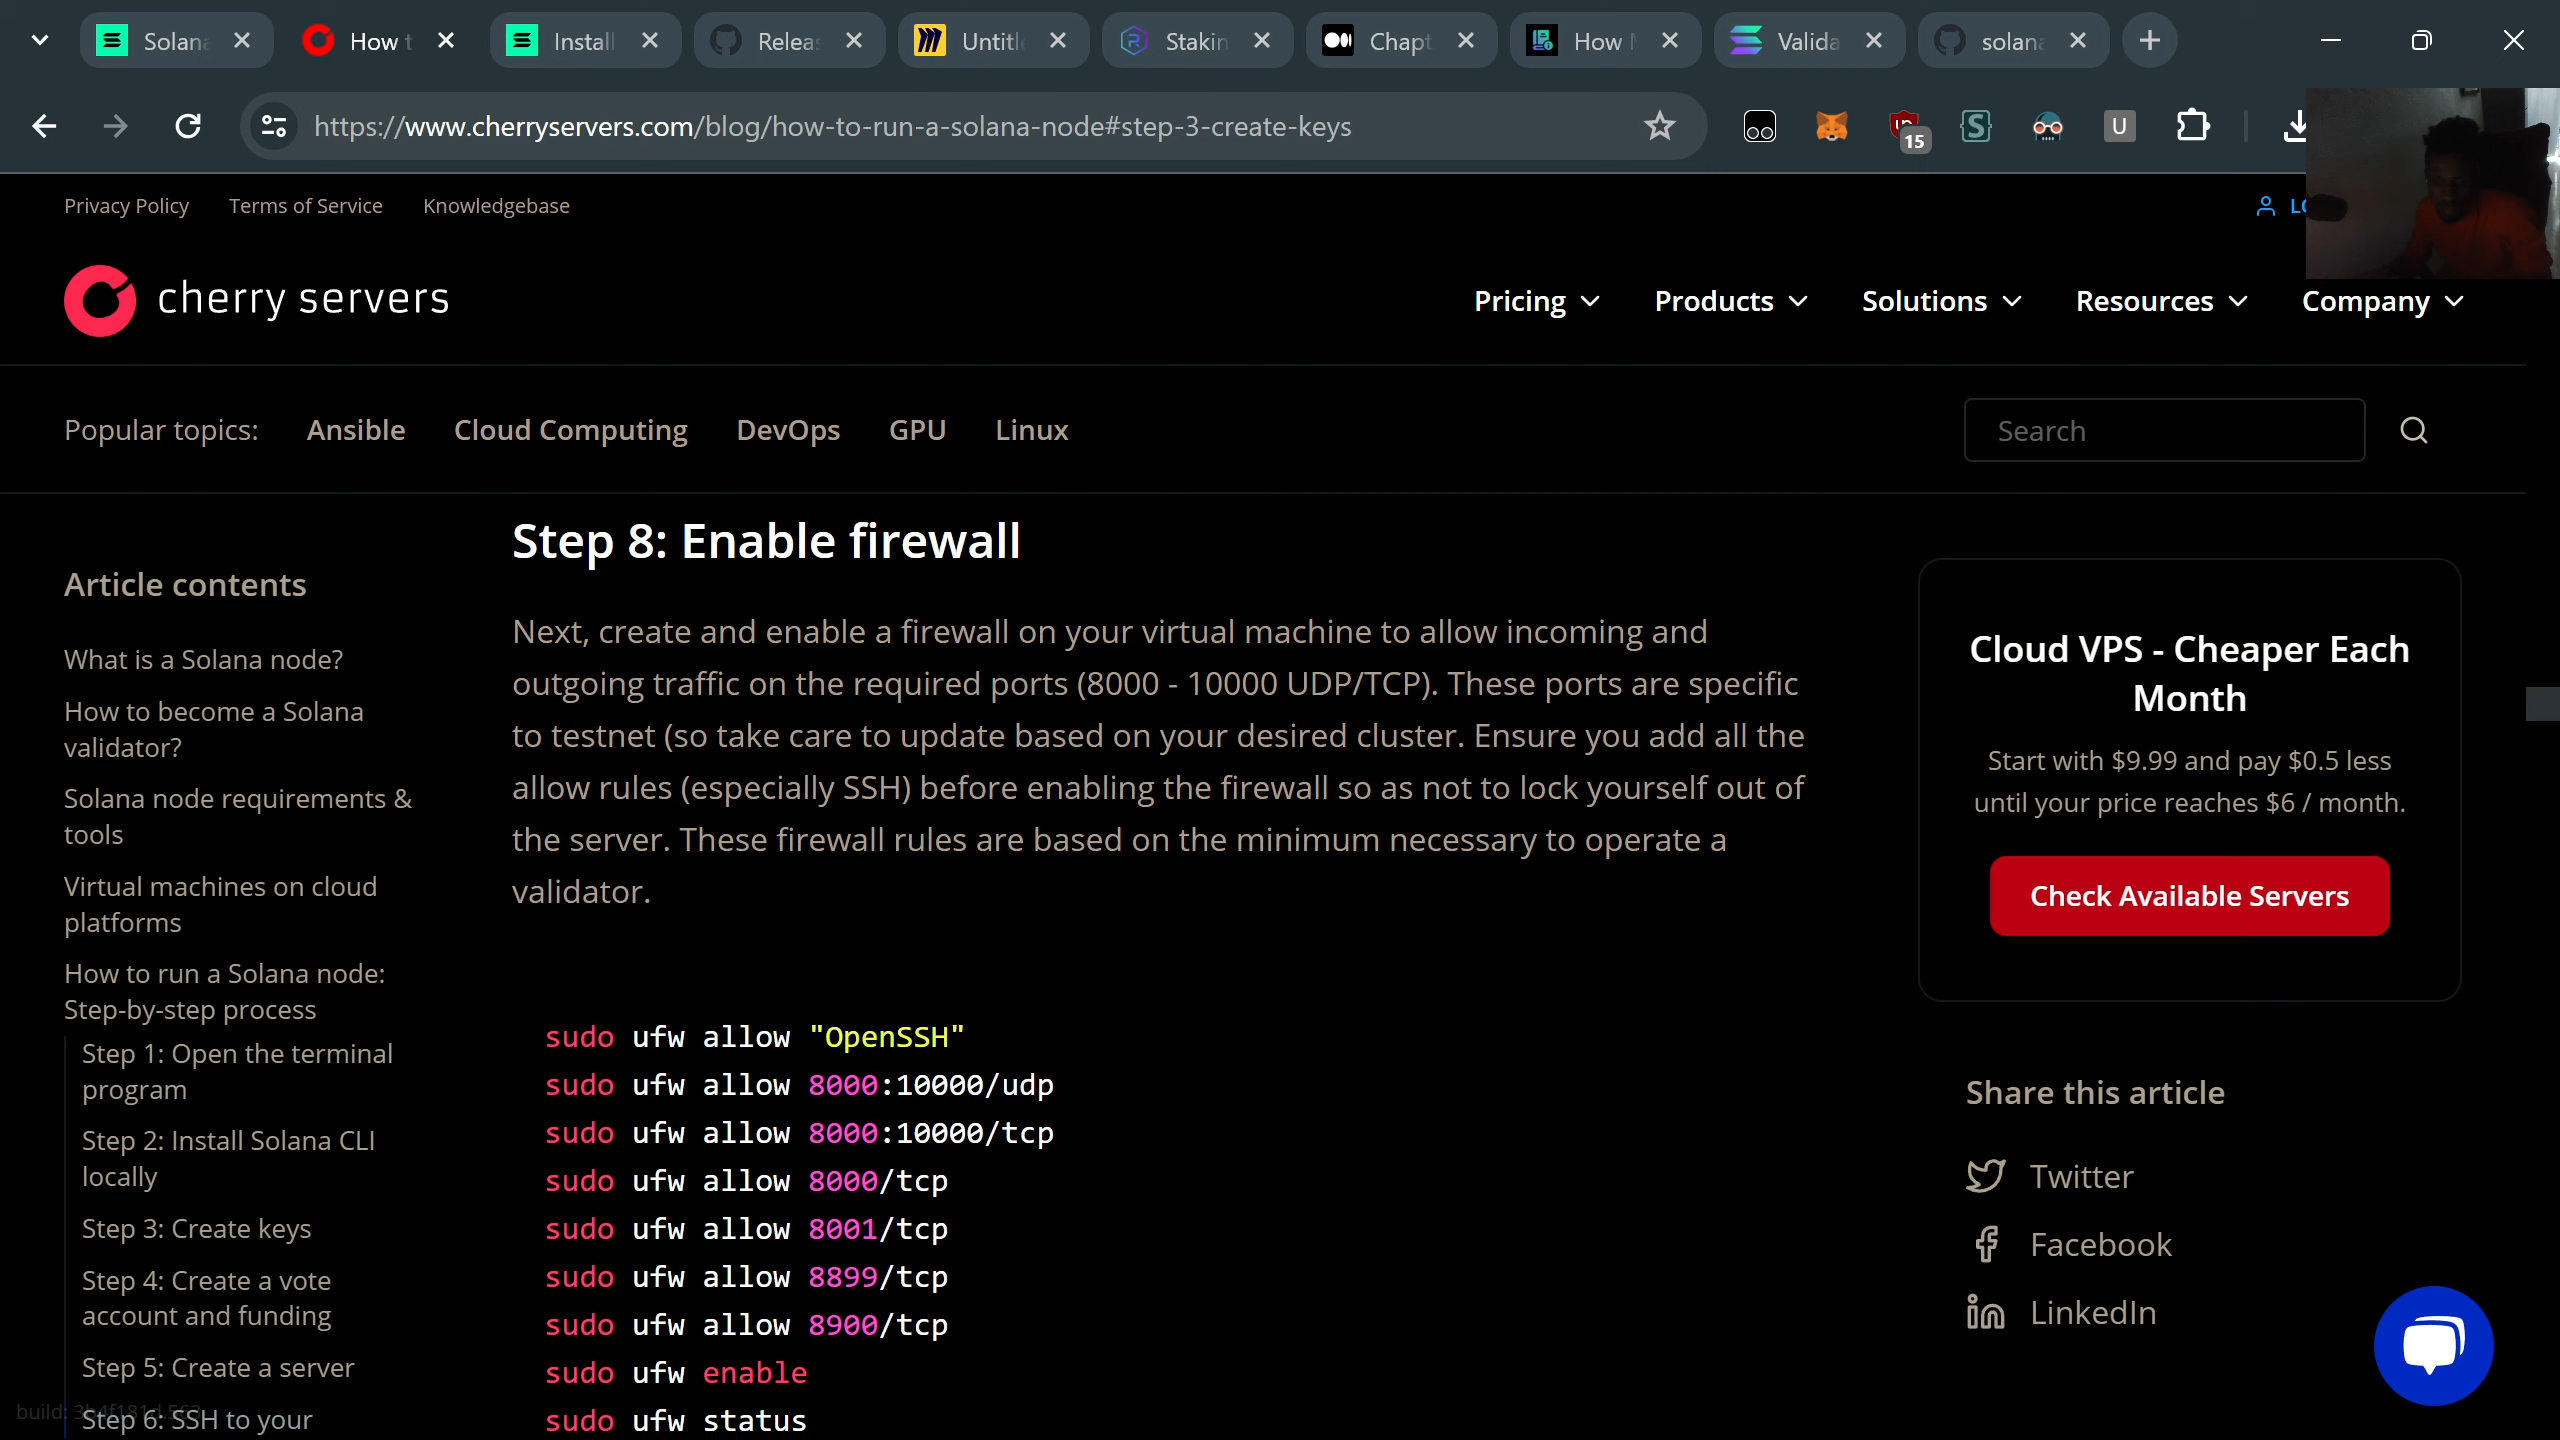 Solana
How t
Install
Relea
Untitl
Stakin
Chapt
How
Valida
solana
https://www.cherryservers.com/blog/how-to-run-a-solana-node#step-3-create-keys
15
U
Privacy Policy Terms of Service Knowledgebase
cherry servers
Pricing Products Solutions Resources Company
Popular topics: Ansible Cloud Computing DevOps GPU Linux
Search
Article contents
What is a Solana node?
How to become a Solana
validator?
Solana node requirements &
tools
Virtual machines on cloud
platforms
How to run a Solana node:
Step-by-step process
Step 1: Open the terminal
program
Step 2: Install Solana CLI
locally
Step 3: Create keys
Step 4: Create a vote
account and funding
Step 5: Create a server
Step 6: SSH to your
Step 8: Enable firewall
Next, create and enable a firewall on your virtual machine to allow incoming and
outgoing traffic on the required ports (8000 - 10000 UDP/TCP). These ports are specific
to testnet (so take care to update based on your desired cluster. Ensure you add all the
allow rules (especially SSH) before enabling the firewall so as not to lock yourself out of
the server. These firewall rules are based on the minimum necessary to operate a
validator.
sudo ufw allow "OpenSSH"
sudo ufw allow 8000:10000/udp
sudo ufw allow 8000:10000/tcp
sudo ufw allow 8000/tcp
sudo ufw allow 8001/tcp
sudo ufw allow 8899/tcp
sudo ufw allow 8900/tcp
sudo ufw enable
sudo ufw status
Cloud VPS - Cheaper Each
Month
Start with $9.99 and pay $0.5 less
until your price reaches $6 / month.
Check Available Servers
Share this article
Twitter
Facebook
LinkedIn